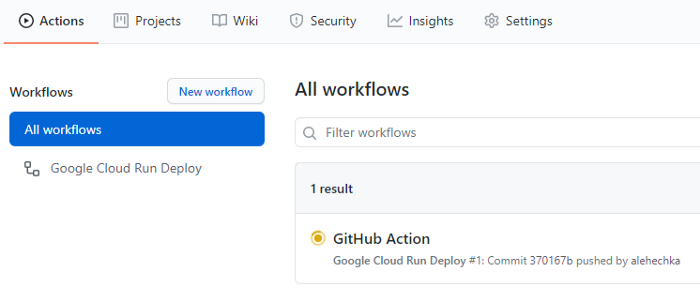 Actions Projects Wiki Security Insights Settings
Workflows New workflow
All workflows
Google Cloud Run Deploy
All workflows
Filter workflows
1 result
GitHub Action
Google Cloud Run Deploy #1: Commit 370167b pushed by alehechka